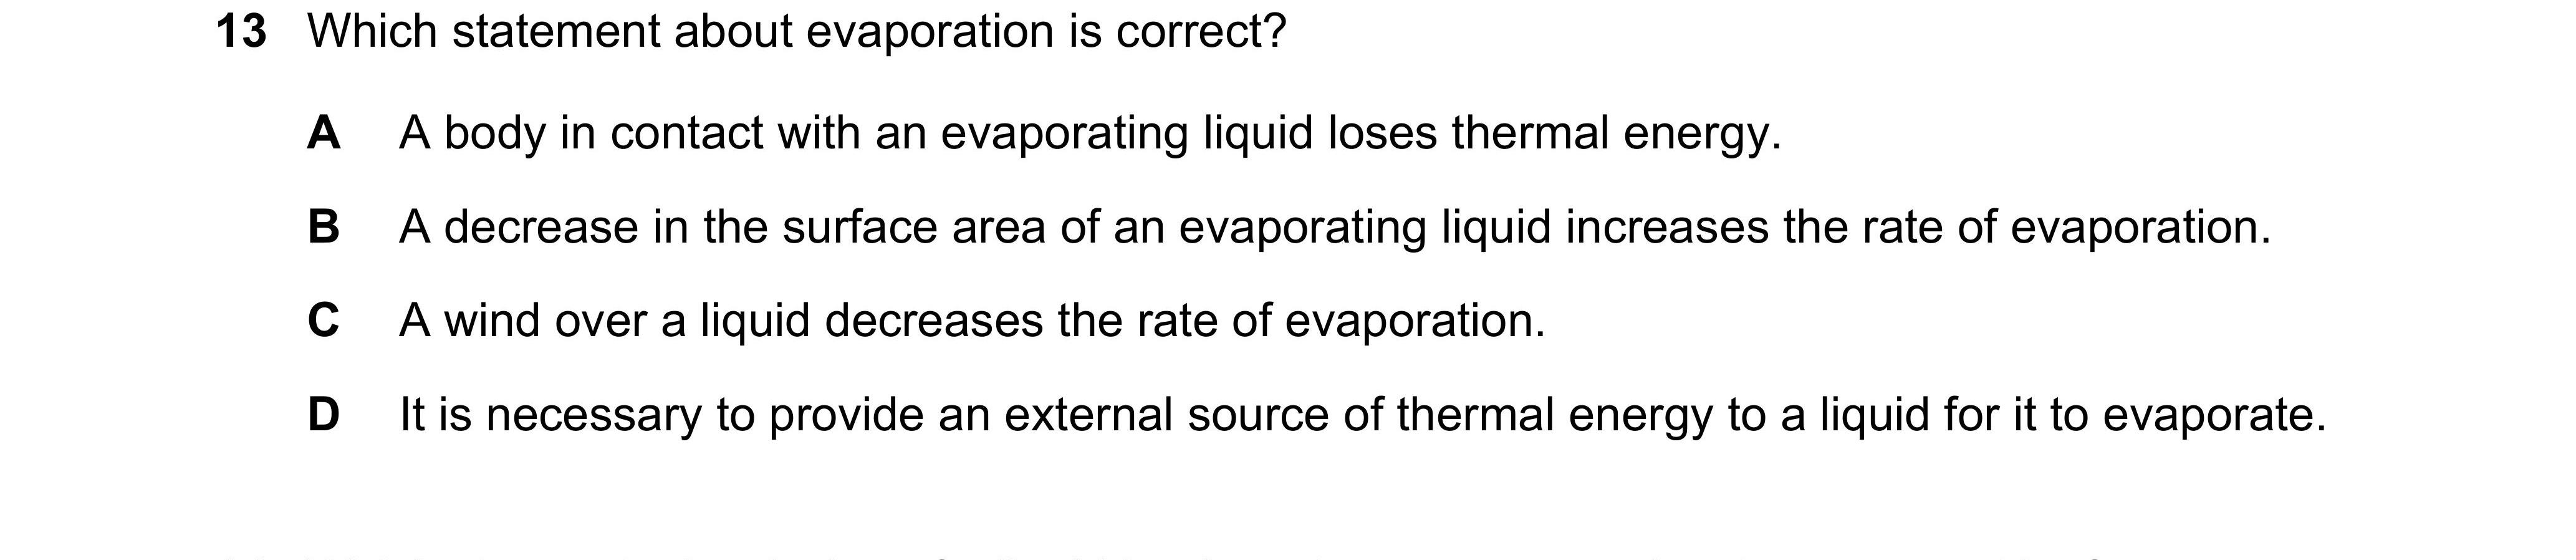 13 Which statement about evaporation is correct?
A A body in contact with an evaporating liquid loses thermal energy.
B A decrease in the surface area of an evaporating liquid increases the rate of evaporation.
C A wind over a liquid decreases the rate of evaporation.
D It is necessary to provide an external source of thermal energy to a liquid for it to evaporate.